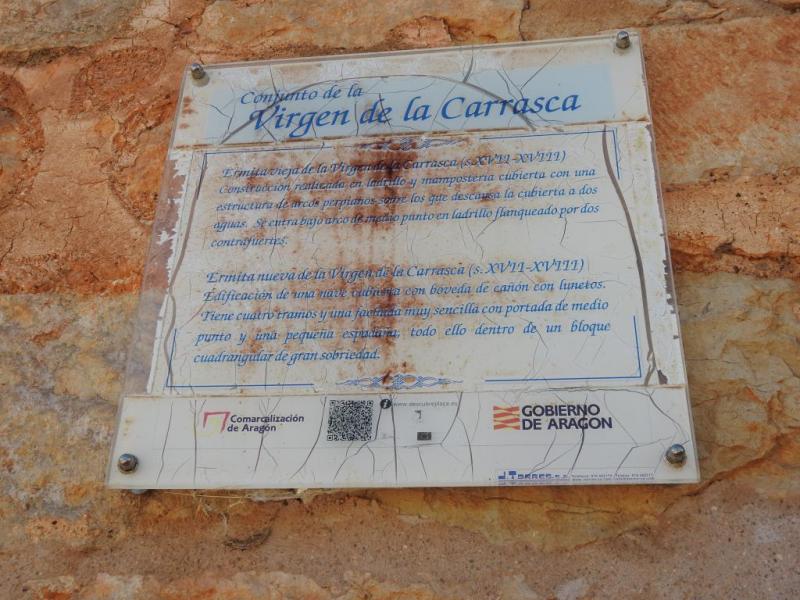 Conjunto de la
Virgen de la Carrasca
Ermita vieja de la Virgen de la Carrasca (s. XVII-XVIII)
Construcción realizada en ladrillo y mampostería cubierta con una
estructura de arcos perpiaños sobre los que descansa la cubierta a dos
aguas. Se entra bajo arco de medio punto en ladrillo flanqueado por dos
contrafuertes.
Ermita nueva de la Virgen de la Carrasca (s. XVII-XVIII)
Edificación de una nave cubierta con boveda de cañón con lunetos.
Tiene cuatro tramos y una fachada muy sencilla con portada de medio
punto y una pequeña espadaña, todo ello dentro de un bloque
cuadrangular de gran sobriedad.
Comarcalización
de Aragón
www.descubreplace.es
GOBIERNO
DE ARAGON
J. TORRES